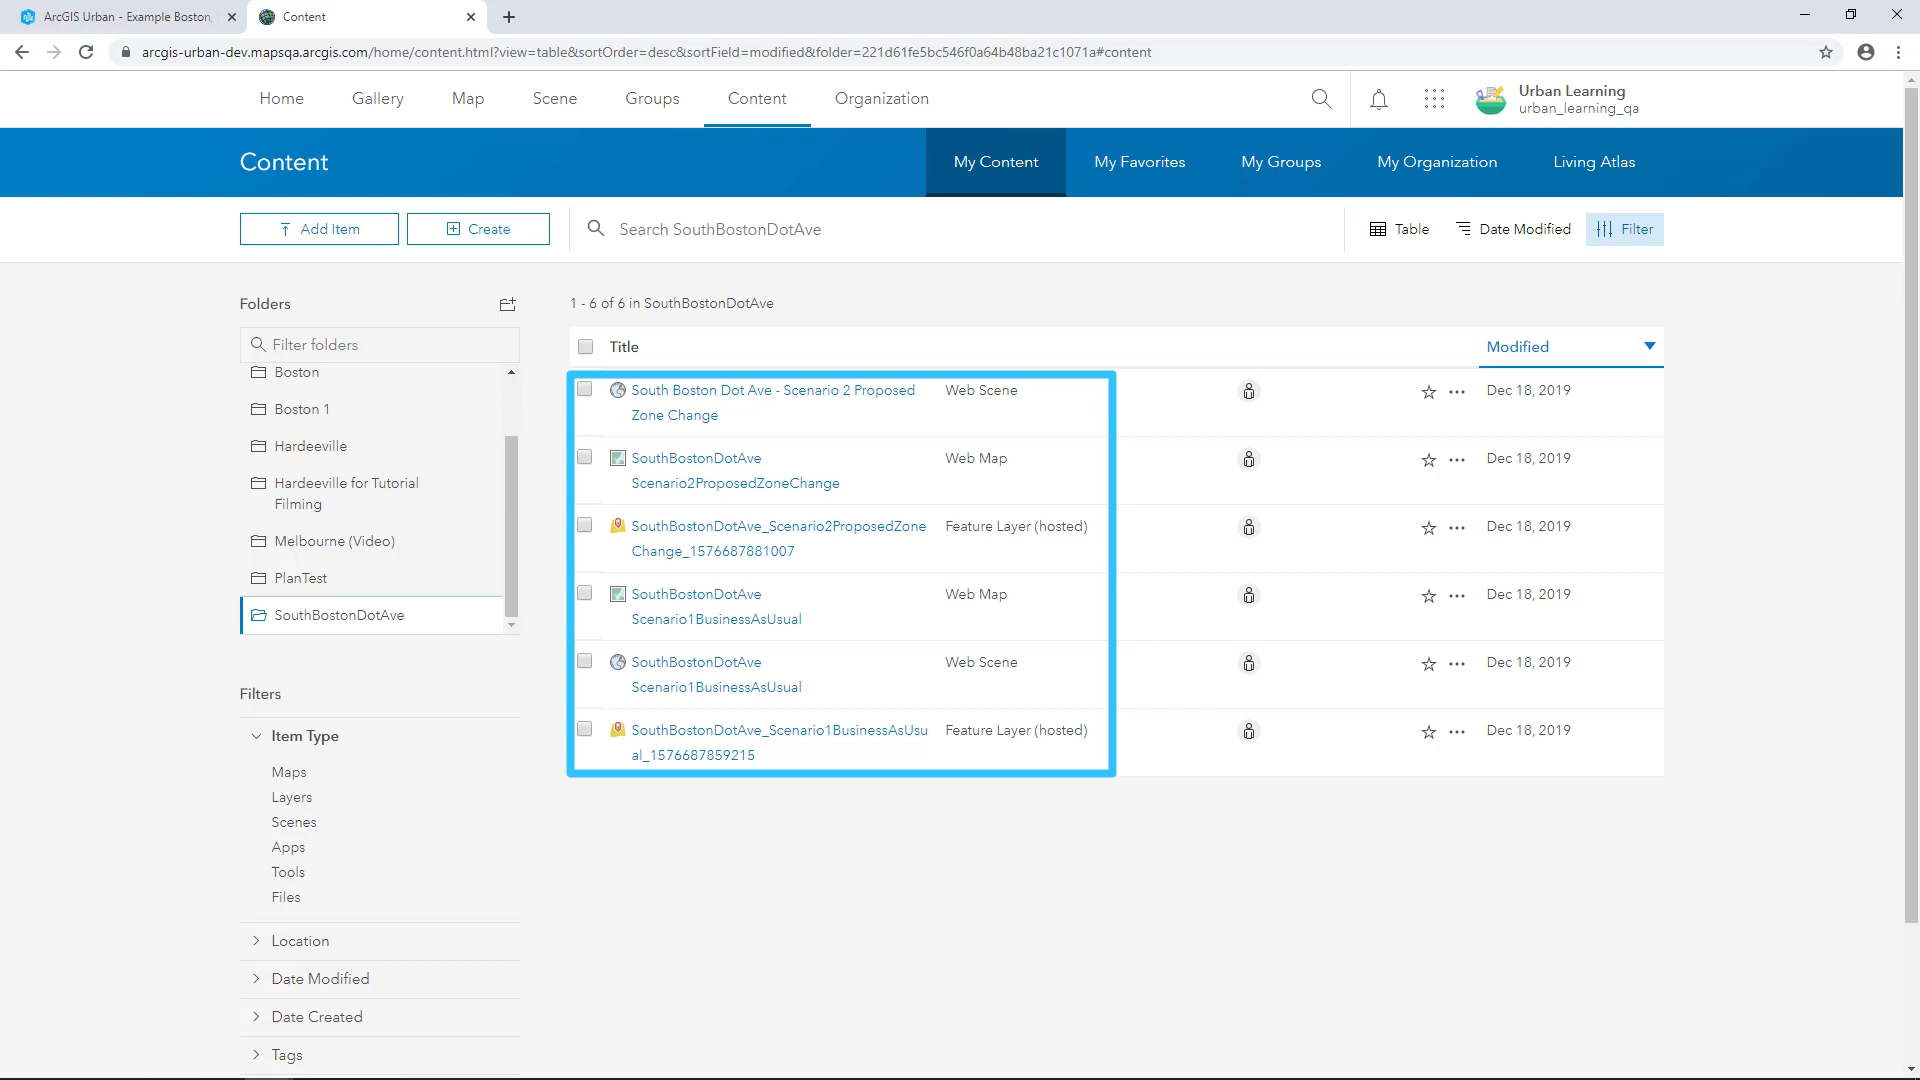 ArcGIS Urban - Example Boston,
Content
arcgis-urban-dev.mapsqa.arcgis.com/home/content.html?view=table&sortOrder=desc&sortField=modified&folder=221d61fe5bc546f0a64b48ba21c1071a#content
Home Gallery Map Scene Groups Content Organization
Urban Learning
urban_learning_qa
Content
My Content My Favorites My Groups My Organization Living Atlas
Add Item Create Search SouthBostonDotAve Table Date Modified Filter
Folders
Filter folders
Boston
Boston 1
Hardeeville
Hardeeville for Tutorial
Filming
Melbourne (Video)
PlanTest
SouthBostonDotAve
Filters
Item Type
Maps
Layers
Scenes
Apps
Tools
Files
Location
Date Modified
Date Created
Tags
1 - 6 of 6 in SouthBostonDotAve
Title Modified
South Boston Dot Ave - Scenario 2 Proposed Web Scene Dec 18, 2019
Zone Change
SouthBostonDotAve Web Map Dec 18, 2019
Scenario2ProposedZoneChange
SouthBostonDotAve_Scenario2ProposedZone Feature Layer (hosted) Dec 18, 2019
Change_1576687881007
SouthBostonDotAve Web Map Dec 18, 2019
Scenario1BusinessAsUsual
SouthBostonDotAve Web Scene Dec 18, 2019
Scenario1BusinessAsUsual
SouthBostonDotAve_Scenario1BusinessAsUsu Feature Layer (hosted) Dec 18, 2019
al_1576687859215